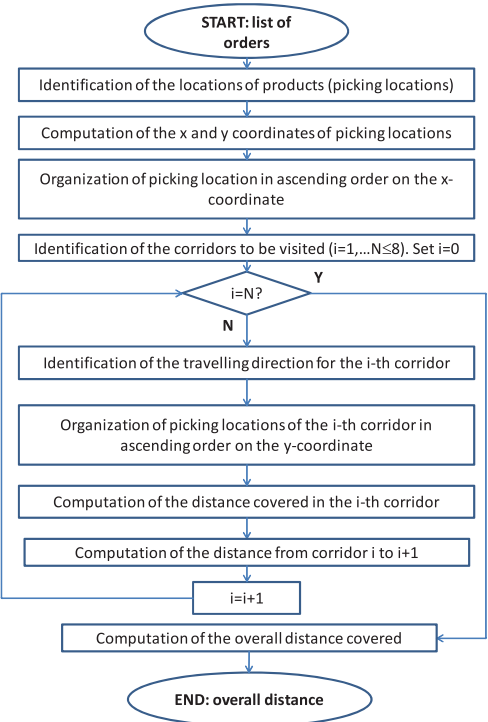 START: list of
orders
Identification of the locations of products (picking locations)
Computation of the x and y coordinates of picking locations
Organization of picking location in ascending order on the x-
coordinate
Identification of the corridors to be visited (i=1,...N≤8). Set i=0
Y
i=N?
N
Identification of the travelling direction for the i-th corridor
Organization of picking locations of the i-th corridor in
ascending order on the y-coordinate
Computation of the distance covered in the i-th corridor
Computation of the distance from corridor i to i+1
i=i+1
Computation of the overall distance covered
END: overall distance